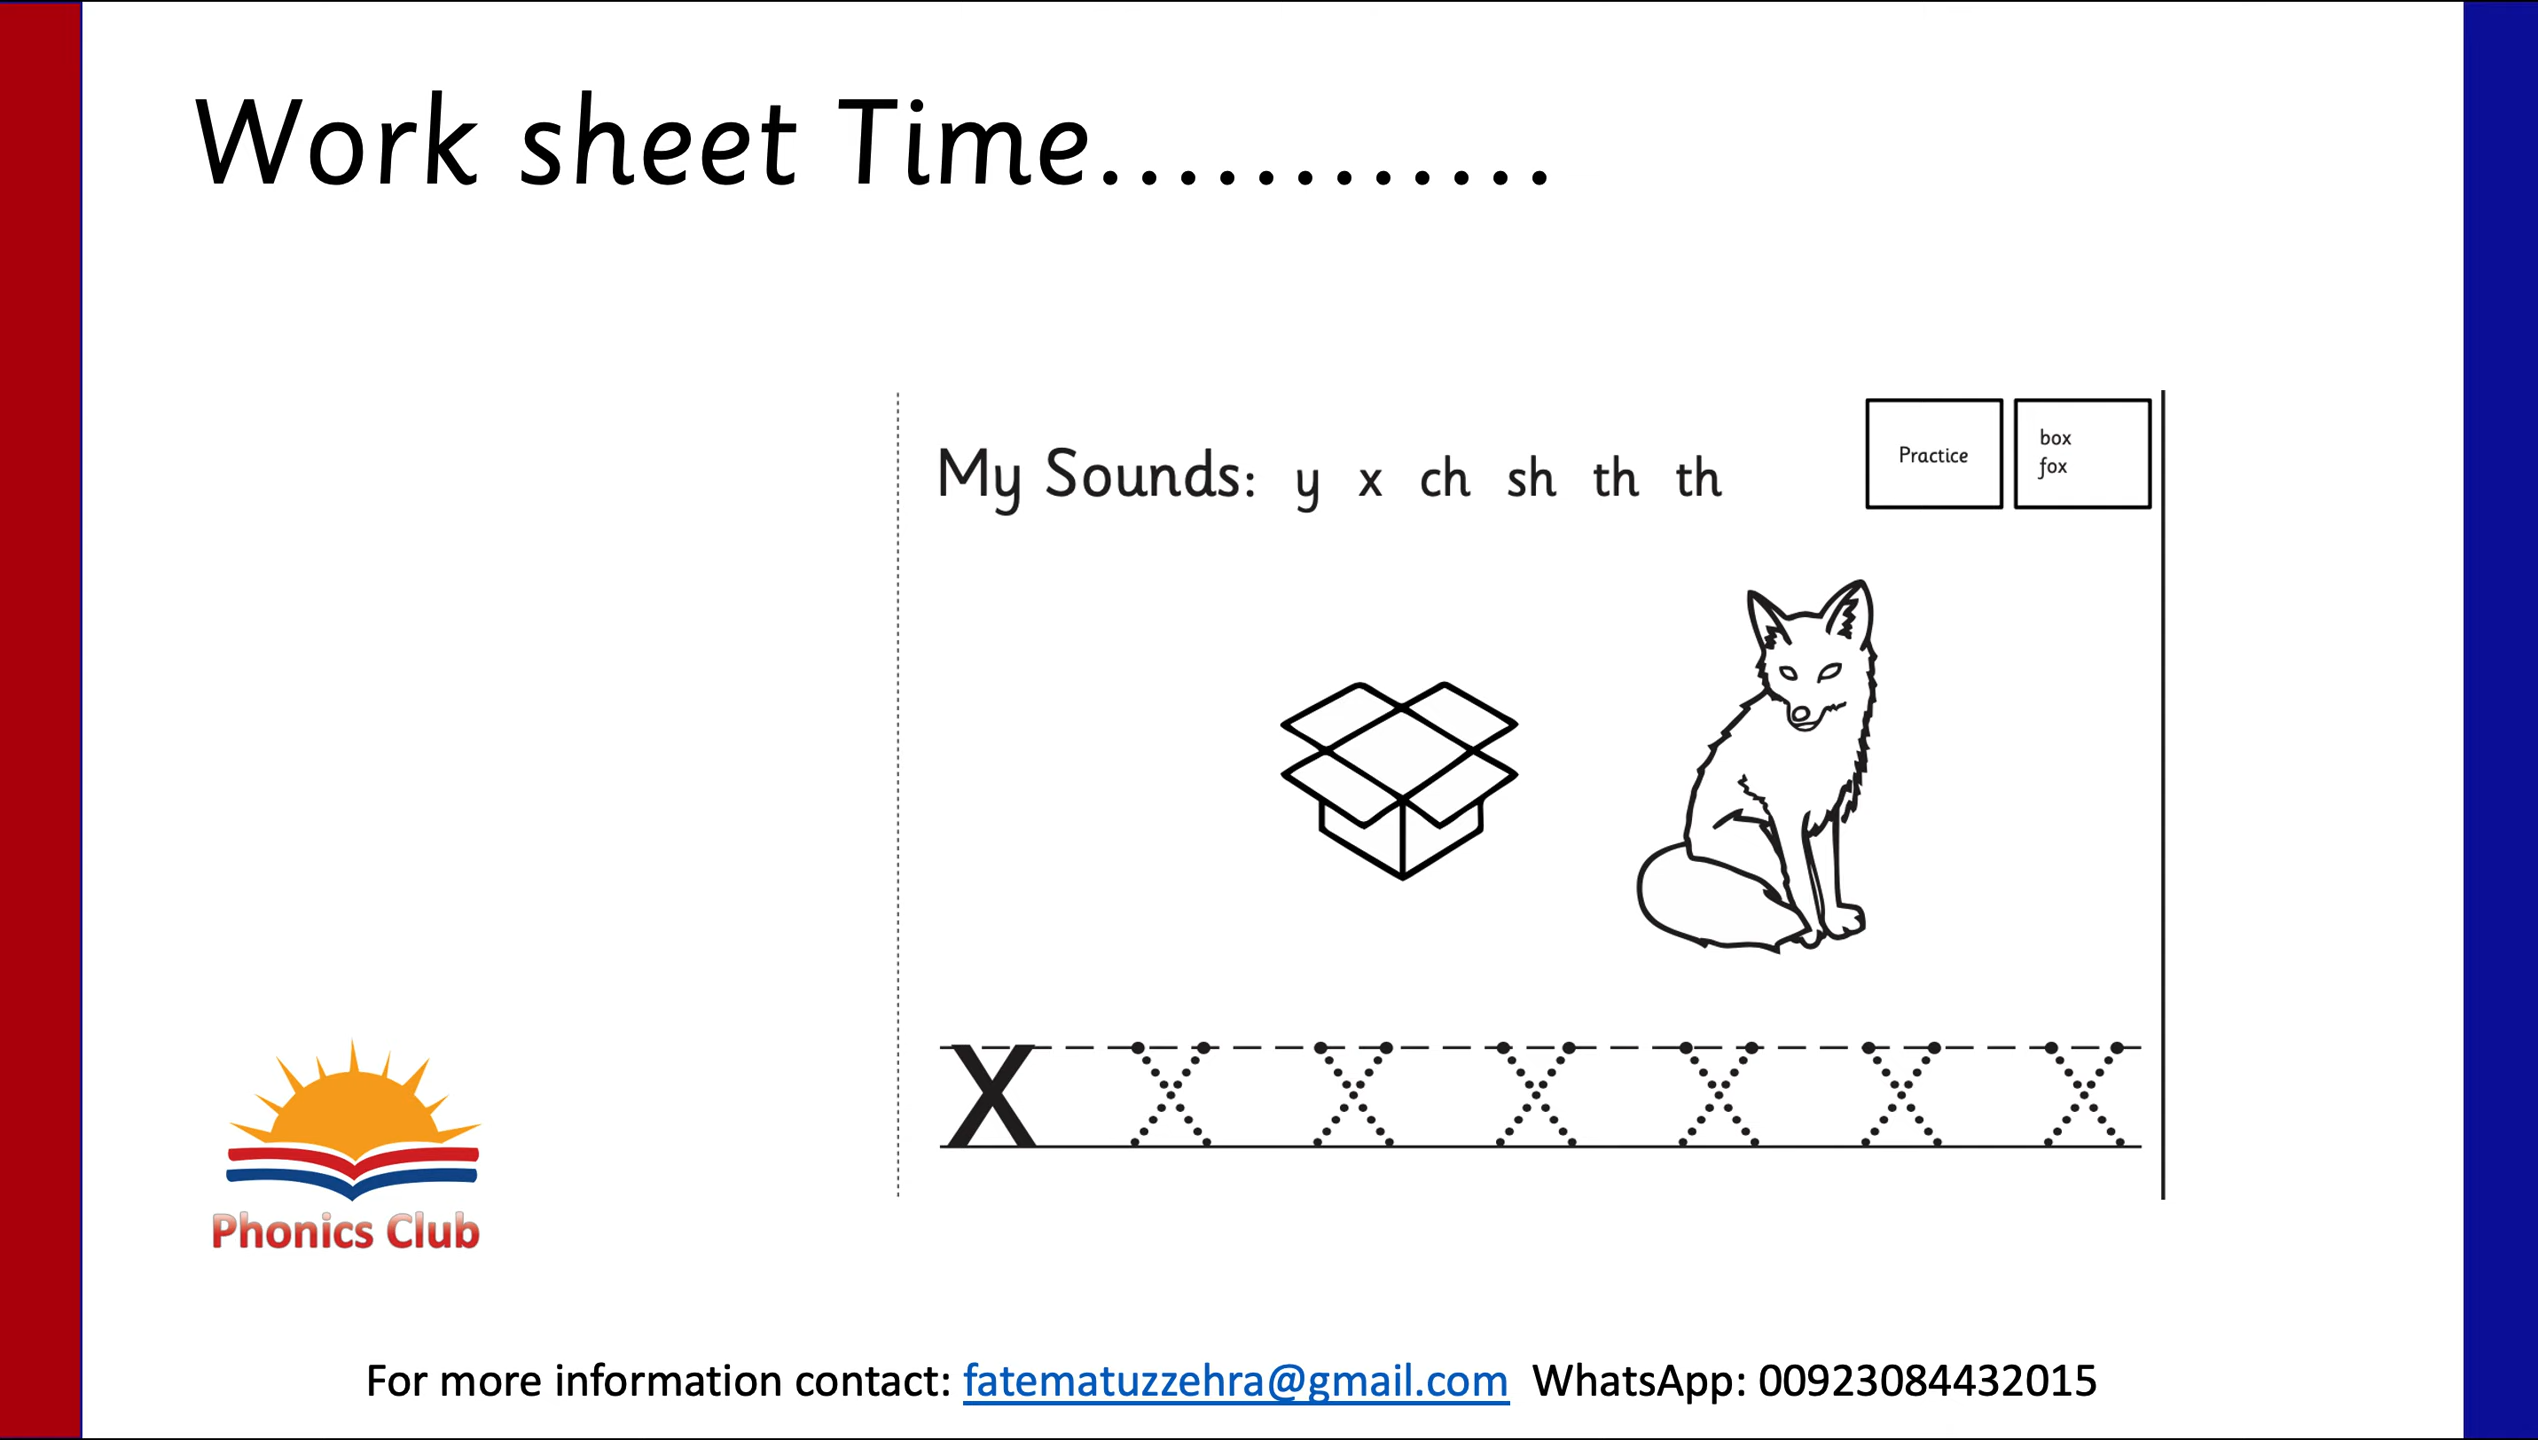 Work sheet Time............
My Sounds: y x ch sh th th
Practice
box
fox
x x x x x x x
Phonics Club
For more information contact: fatematuzzehra@gmail.com WhatsApp: 00923084432015